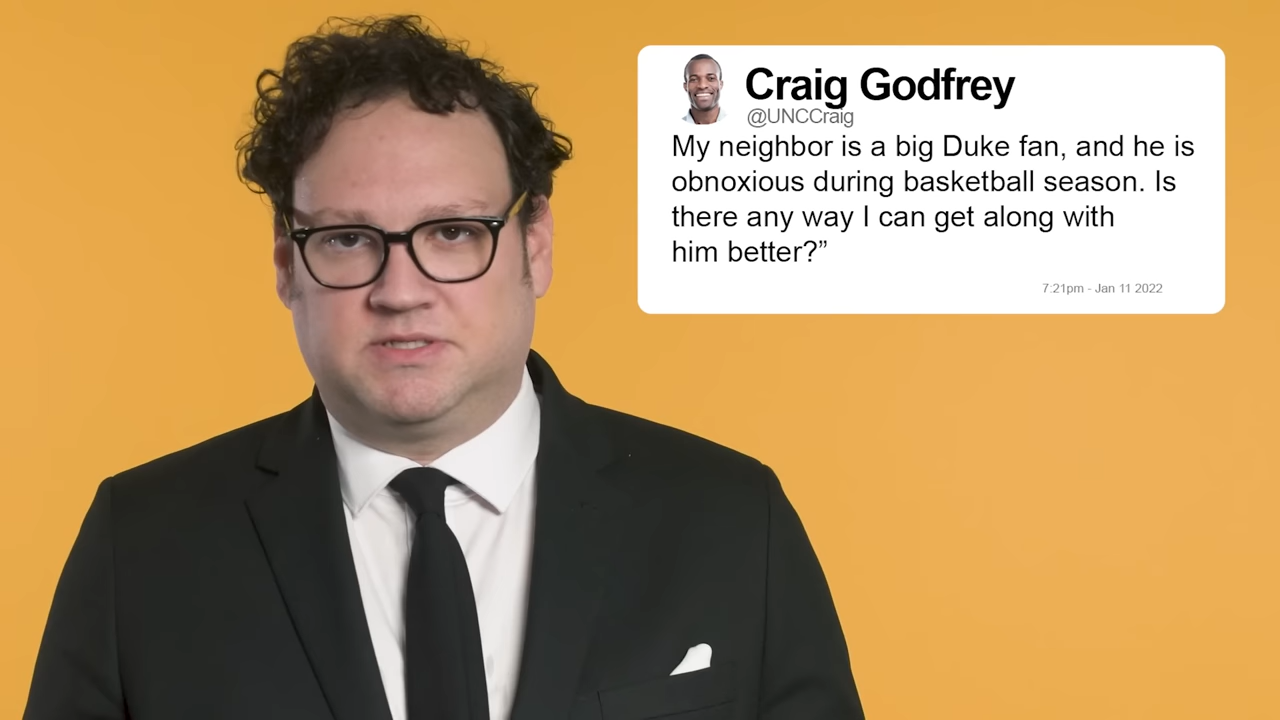 Craig Godfrey
@UNCCraig
My neighbor is a big Duke fan, and he is
obnoxious during basketball season. Is
there any way I can get along with
him better?”
7:21pm - Jan 11 2022